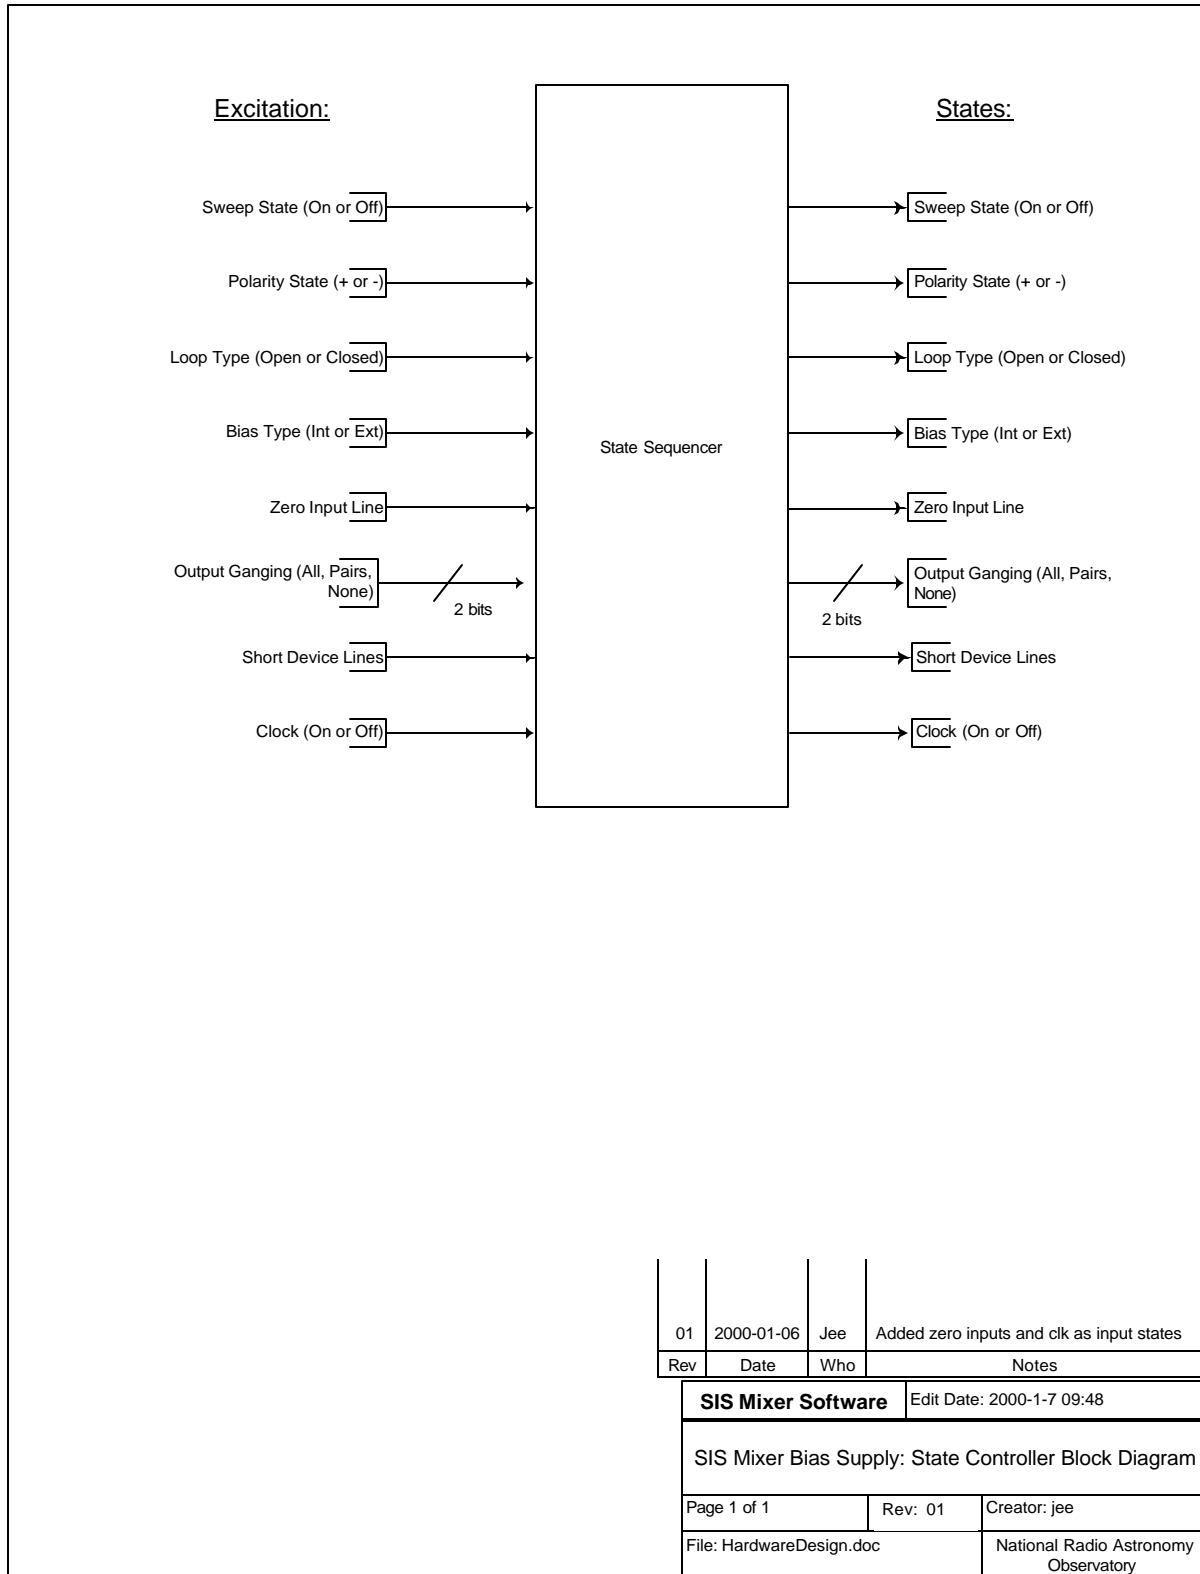 Excitation:
States:
Sweep State (On or Off)
Sweep State (On or Off)
Polarity State (+ or -)
Polarity State (+ or -)
Loop Type (Open or Closed)
Loop Type (Open or Closed)
Bias Type (Int or Ext)
State Sequencer
Bias Type (Int or Ext)
Zero Input Line
Zero Input Line
Output Ganging (All, Pairs,
None)
2 bits
2 bits
Output Ganging (All, Pairs,
None)
Short Device Lines
Short Device Lines
Clock (On or Off)
Clock (On or Off)
01 2000-01-06 Jee Added zero inputs and clk as input states
Rev Date Who Notes
SIS Mixer Software Edit Date: 2000-1-7 09:48
SIS Mixer Bias Supply: State Controller Block Diagram
Page 1 of 1 Rev: 01 Creator: jee
File: HardwareDesign.doc
National Radio Astronomy
Observatory